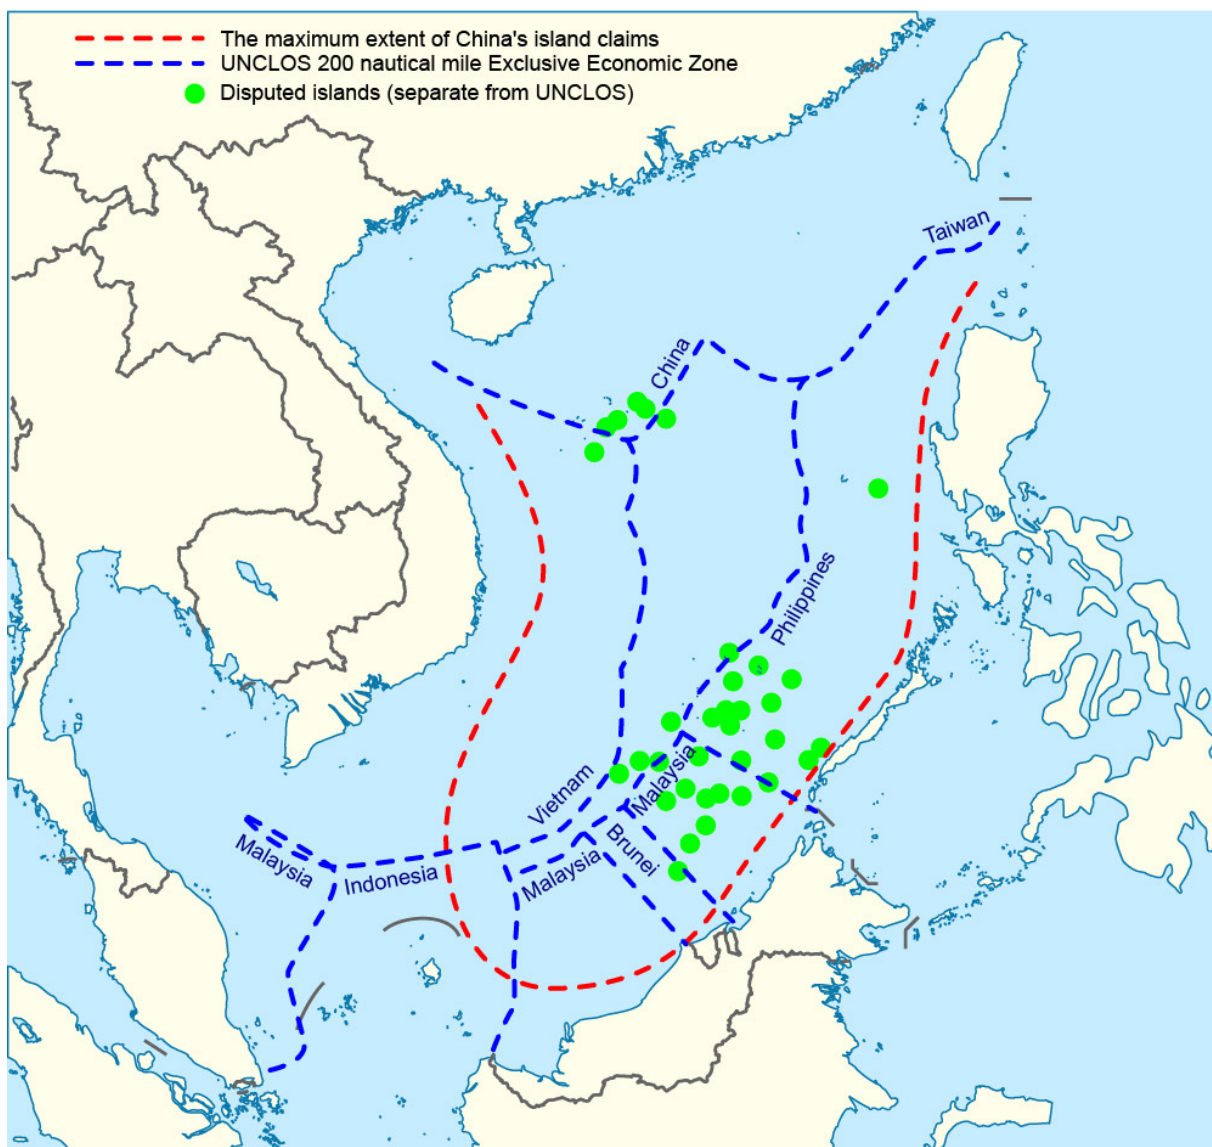 The maximum extent of China's island claims
UNCLOS 200 nautical mile Exclusive Economic Zone
Disputed islands (separate from UNCLOS)
Taiwan
China
Philippines
Malaysia
Vietnam
Brunei
Malaysia
Malaysia
Indonesia